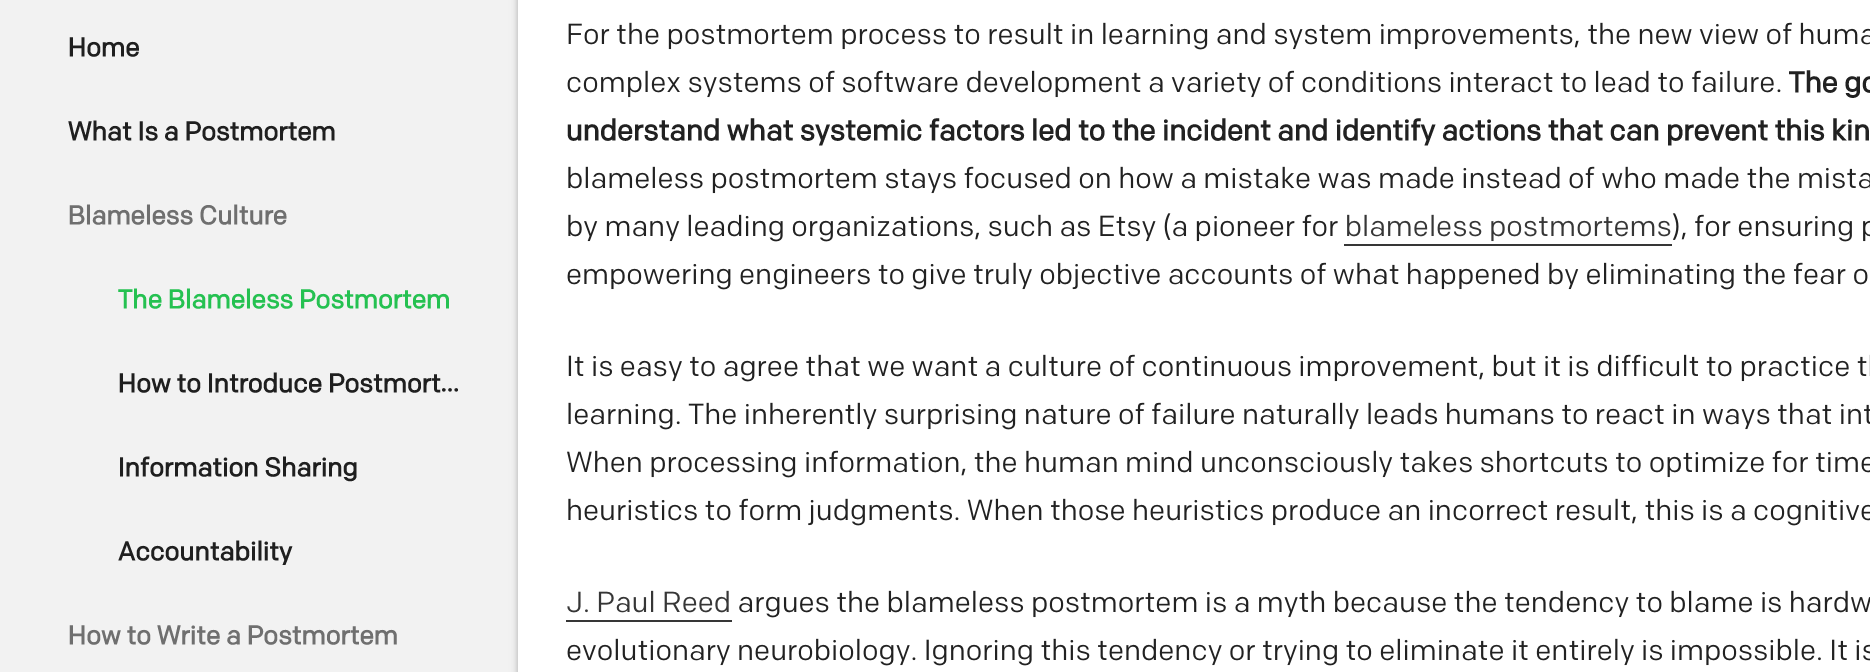 Home
What Is a Postmortem
Blameless Culture
The Blameless Postmortem
How to Introduce Postmort...
Information Sharing
Accountability
How to Write a Postmortem
For the postmortem process to result in learning and system improvements, the new view of
complex systems of software development a variety of conditions interact to lead to failure. The
understand what systemic factors led to the incident and identify actions that can prevent this
blameless postmortem stays focused on how a mistake was made instead of who made the
by many leading organizations, such as Etsy (a pioneer for blameless postmortems), for ensuring
empowering engineers to give truly objective accounts of what happened by eliminating the fear
It is easy to agree that we want a culture of continuous improvement, but it is difficult to practice
learning. The inherently surprising nature of failure naturally leads humans to react in ways that
When processing information, the human mind unconsciously takes shortcuts to optimize for time
heuristics to form judgments. When those heuristics produce an incorrect result, this is a cognitive
J. Paul Reed argues the blameless postmortem is a myth because the tendency to blame is
evolutionary neurobiology. Ignoring this tendency or trying to eliminate it entirely is impossible. It is